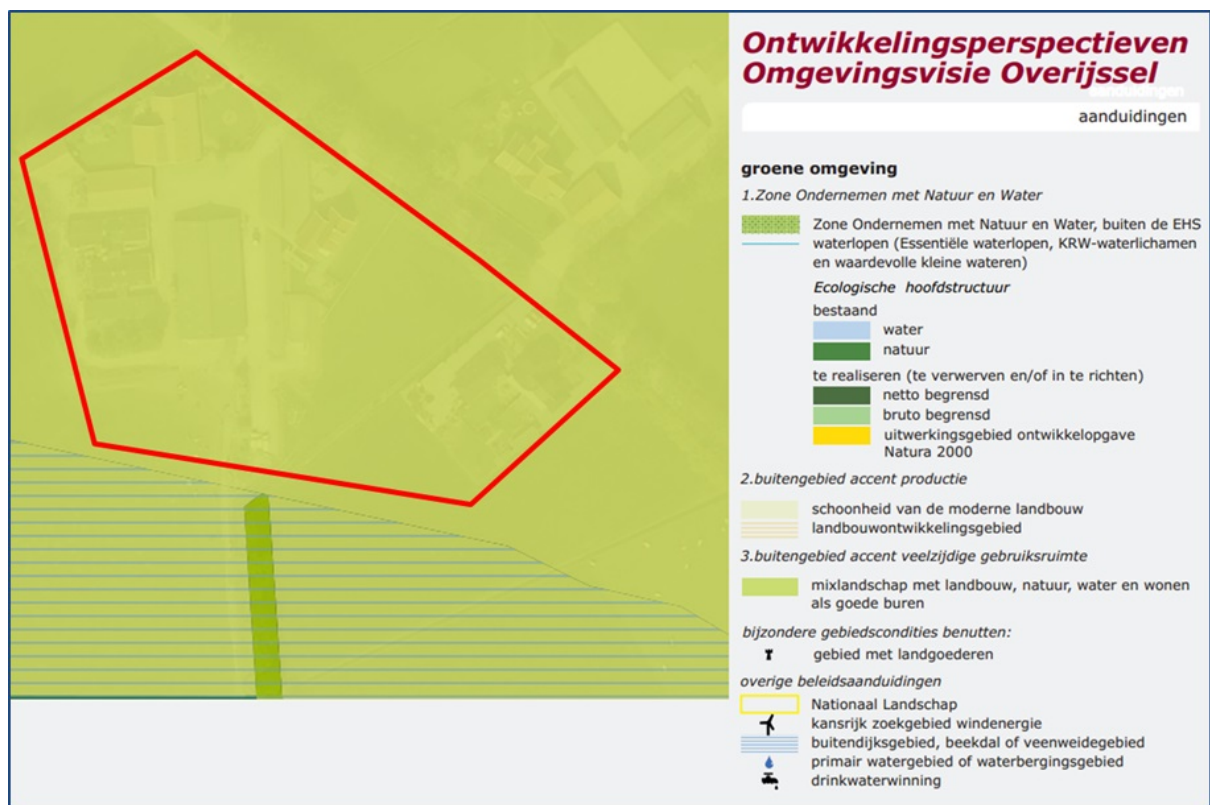 Ontwikkelingsperspectieven
Omgevingsvisie Overijssel
aanduidingen
aanduidingen
groene omgeving
1.Zone Ondernemen met Natuur en Water
Zone Ondernemen met Natuur en Water, buiten de EHS
waterlopen (Essentiële waterlopen, KRW-waterlichamen
en waardevolle kleine wateren)
Ecologische hoofdstructuur
bestaand
water
natuur
te realiseren (te verwerven en/of in te richten)
netto begrensd
bruto begrensd
uitwerkingsgebied ontwikkelopgave
Natura 2000
2.buitengebied accent productie
schoonheid van de moderne landbouw
landbouwontwikkelingsgebied
3.buitengebied accent veelzijdige gebruiksruimte
mixlandschap met landbouw, natuur, water en wonen
als goede buren
bijzondere gebiedscondities benutten:
gebied met landgoederen
overige beleidsaanduidingen
Nationaal Landschap
kansrijk zoekgebied windenergie
buitendijksgebied, beekdal of veenweidegebied
primair watergebied of waterbergingsgebied
drinkwaterwinning